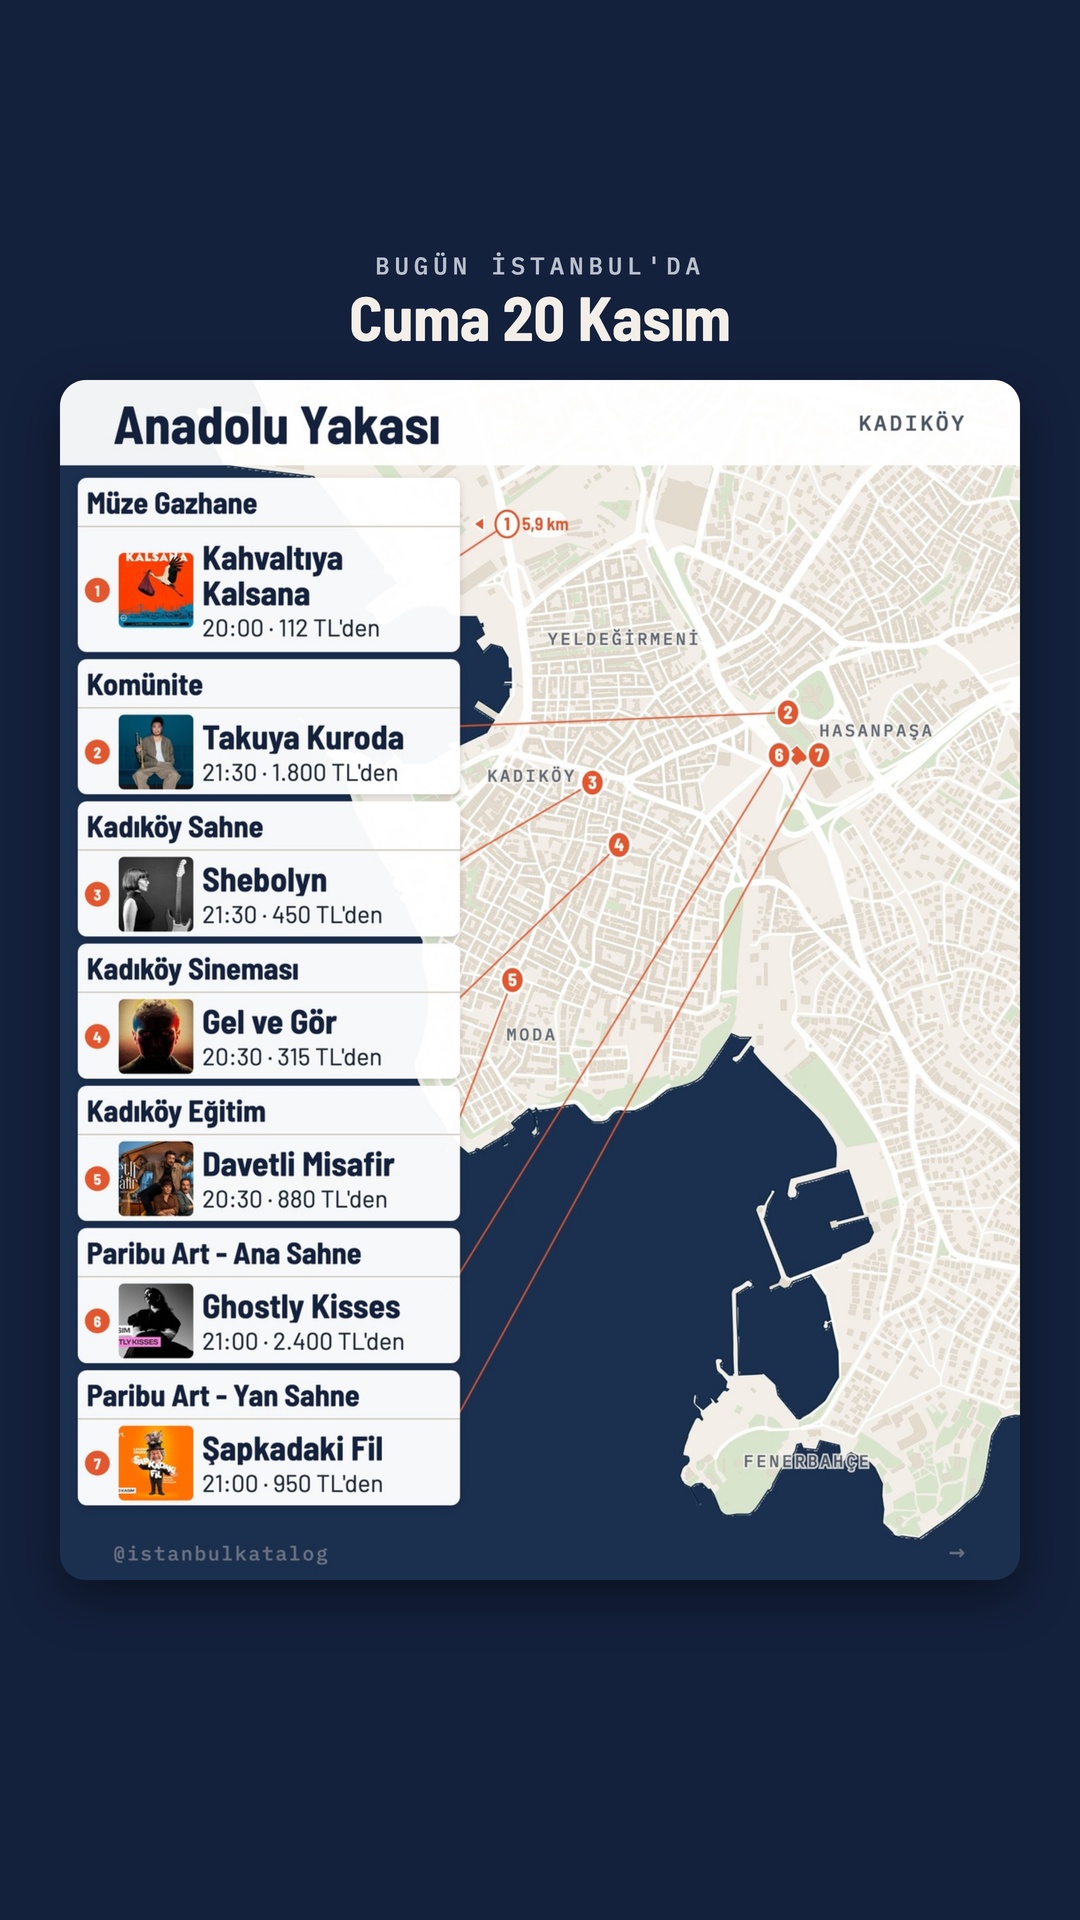 BUGÜN İSTANBUL'DA
Cuma 20 Kasım
Anadolu Yakası
KADIKÖY
Müze Gazhane
1
KALSANA
Kahvaltıya
Kalsana
20:00 · 112 TL'den
Komünite
2
Takuya Kuroda
21:30 · 1.800 TL'den
Kadıköy Sahne
3
Shebolyn
21:30 · 450 TL'den
Kadıköy Sineması
4
Gel ve Gör
20:30 · 315 TL'den
Kadıköy Eğitim
5
Davetli Misafir
20:30 · 880 TL'den
Paribu Art - Ana Sahne
6
TLY KISSES
Ghostly Kisses
21:00 · 2.400 TL'den
Paribu Art - Yan Sahne
7
Şapkadaki Fil
21:00 · 950 TL'den
1 5,9 km
YELDEĞİRMENİ
2
HASANPAŞA
6
7
KADIKÖY
3
4
5
MODA
FENERBAHÇE
@istanbulkatalog
→